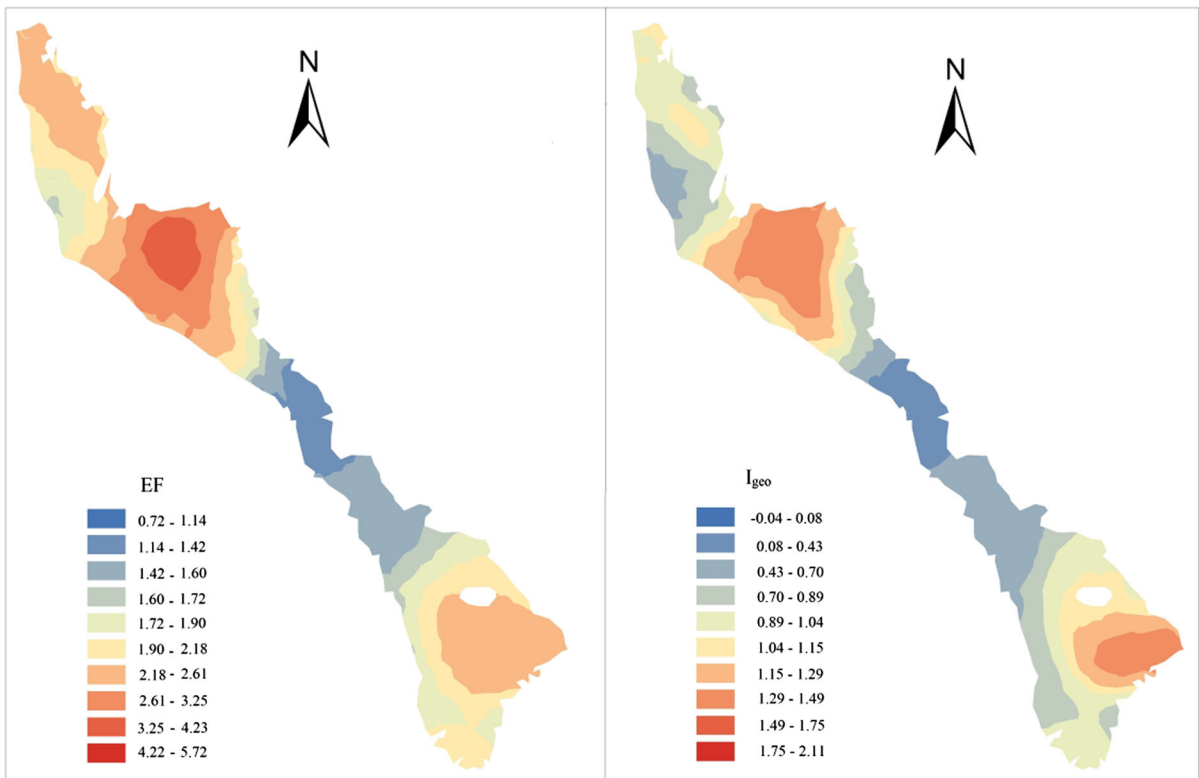 N
EF
0.72 - 1.14
1.14 - 1.42
1.42 - 1.60
1.60 - 1.72
1.72 - 1.90
1.90 - 2.18
2.18 - 2.61
2.61 - 3.25
3.25 - 4.23
4.22 - 5.72
N
Igeo
-0.04 - 0.08
0.08 - 0.43
0.43 - 0.70
0.70 - 0.89
0.89 - 1.04
1.04 - 1.15
1.15 - 1.29
1.29 - 1.49
1.49 - 1.75
1.75 - 2.11